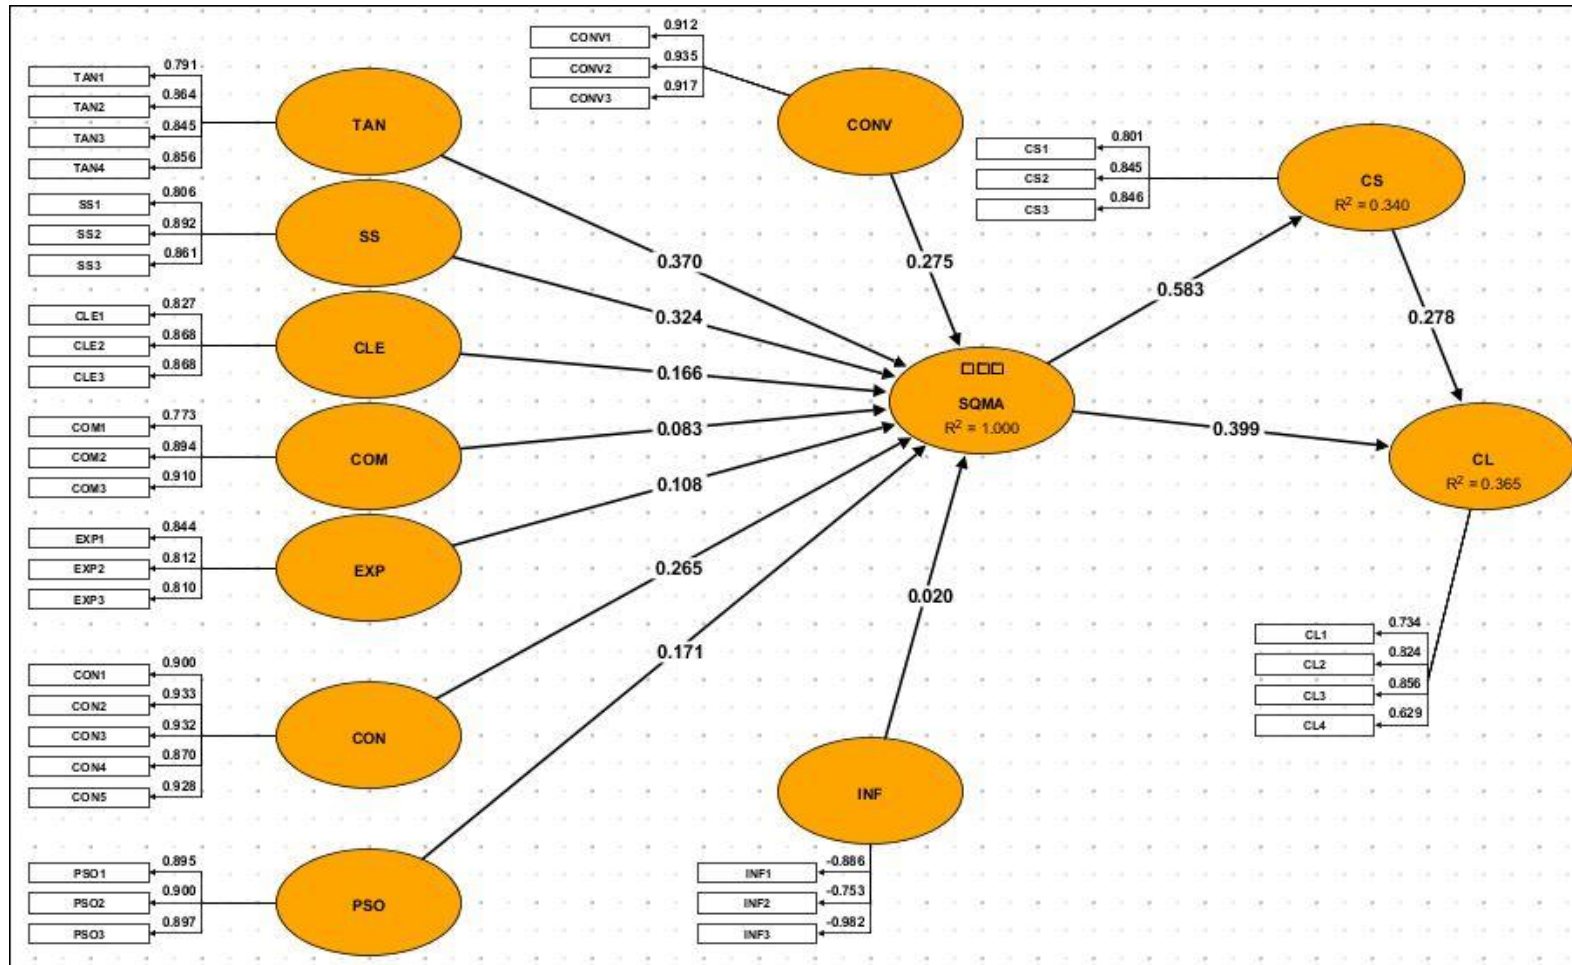 TAN1
0.791
TAN2
0.864
TAN3
0.845
TAN4
0.856
TAN
SS1
0.806
SS2
0.892
SS3
0.861
SS
CLE1
0.827
CLE2
0.868
CLE3
0.868
CLE
COM1
0.773
COM2
0.894
COM3
0.910
COM
EXP1
0.844
EXP2
0.812
EXP3
0.810
EXP
CON1
0.900
CON2
0.933
CON3
0.932
CON4
0.870
CON5
0.928
CON
PSO1
0.895
PSO2
0.900
PSO3
0.897
PSO
CONV1
0.912
CONV2
0.935
CONV3
0.917
CONV
0.370
0.324
0.166
0.083
0.108
0.265
0.171
0.275
0.020
□□□
SQMA
R² = 1.000
INF
INF1
-0.886
INF2
-0.753
INF3
-0.982
CS1
0.801
CS2
0.845
CS3
0.846
CS
R² = 0.340
0.583
0.278
0.399
CL
R² = 0.365
CL1
0.734
CL2
0.824
CL3
0.856
CL4
0.629